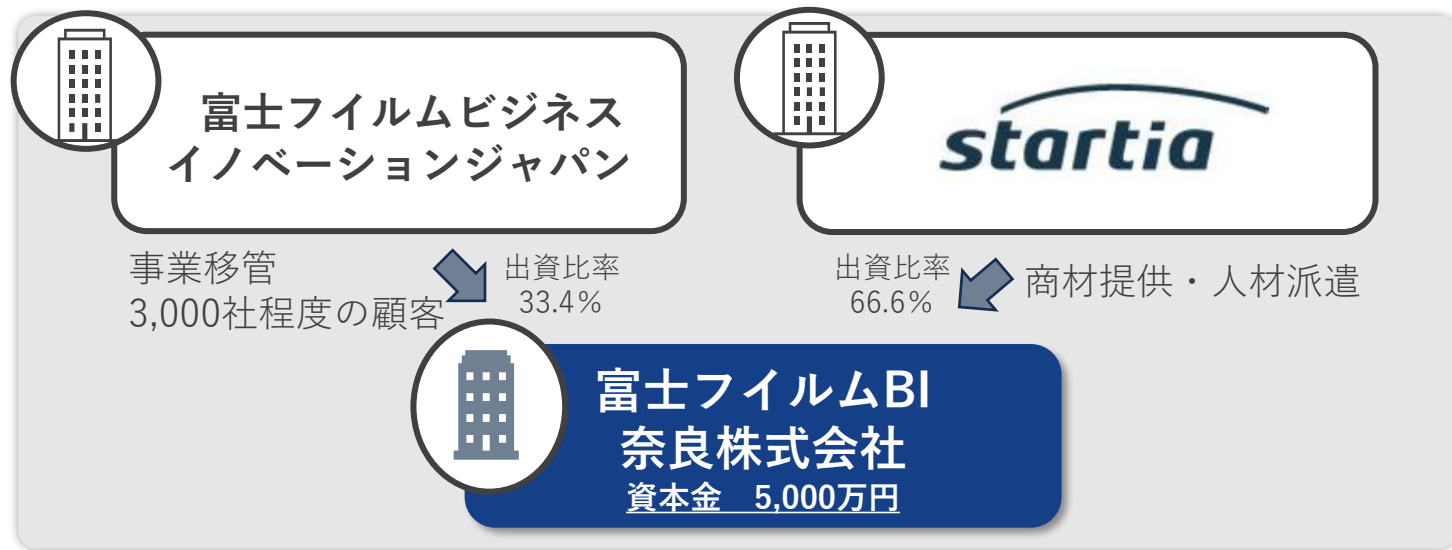 富士フイルムビジネス
イノベーションジャパン
startia
事業移管
3,000社程度の顧客
出資比率
33.4%
出資比率
66.6%
商材提供・人材派遣
富士フイルムBI
奈良株式会社
資本金　5,000万円